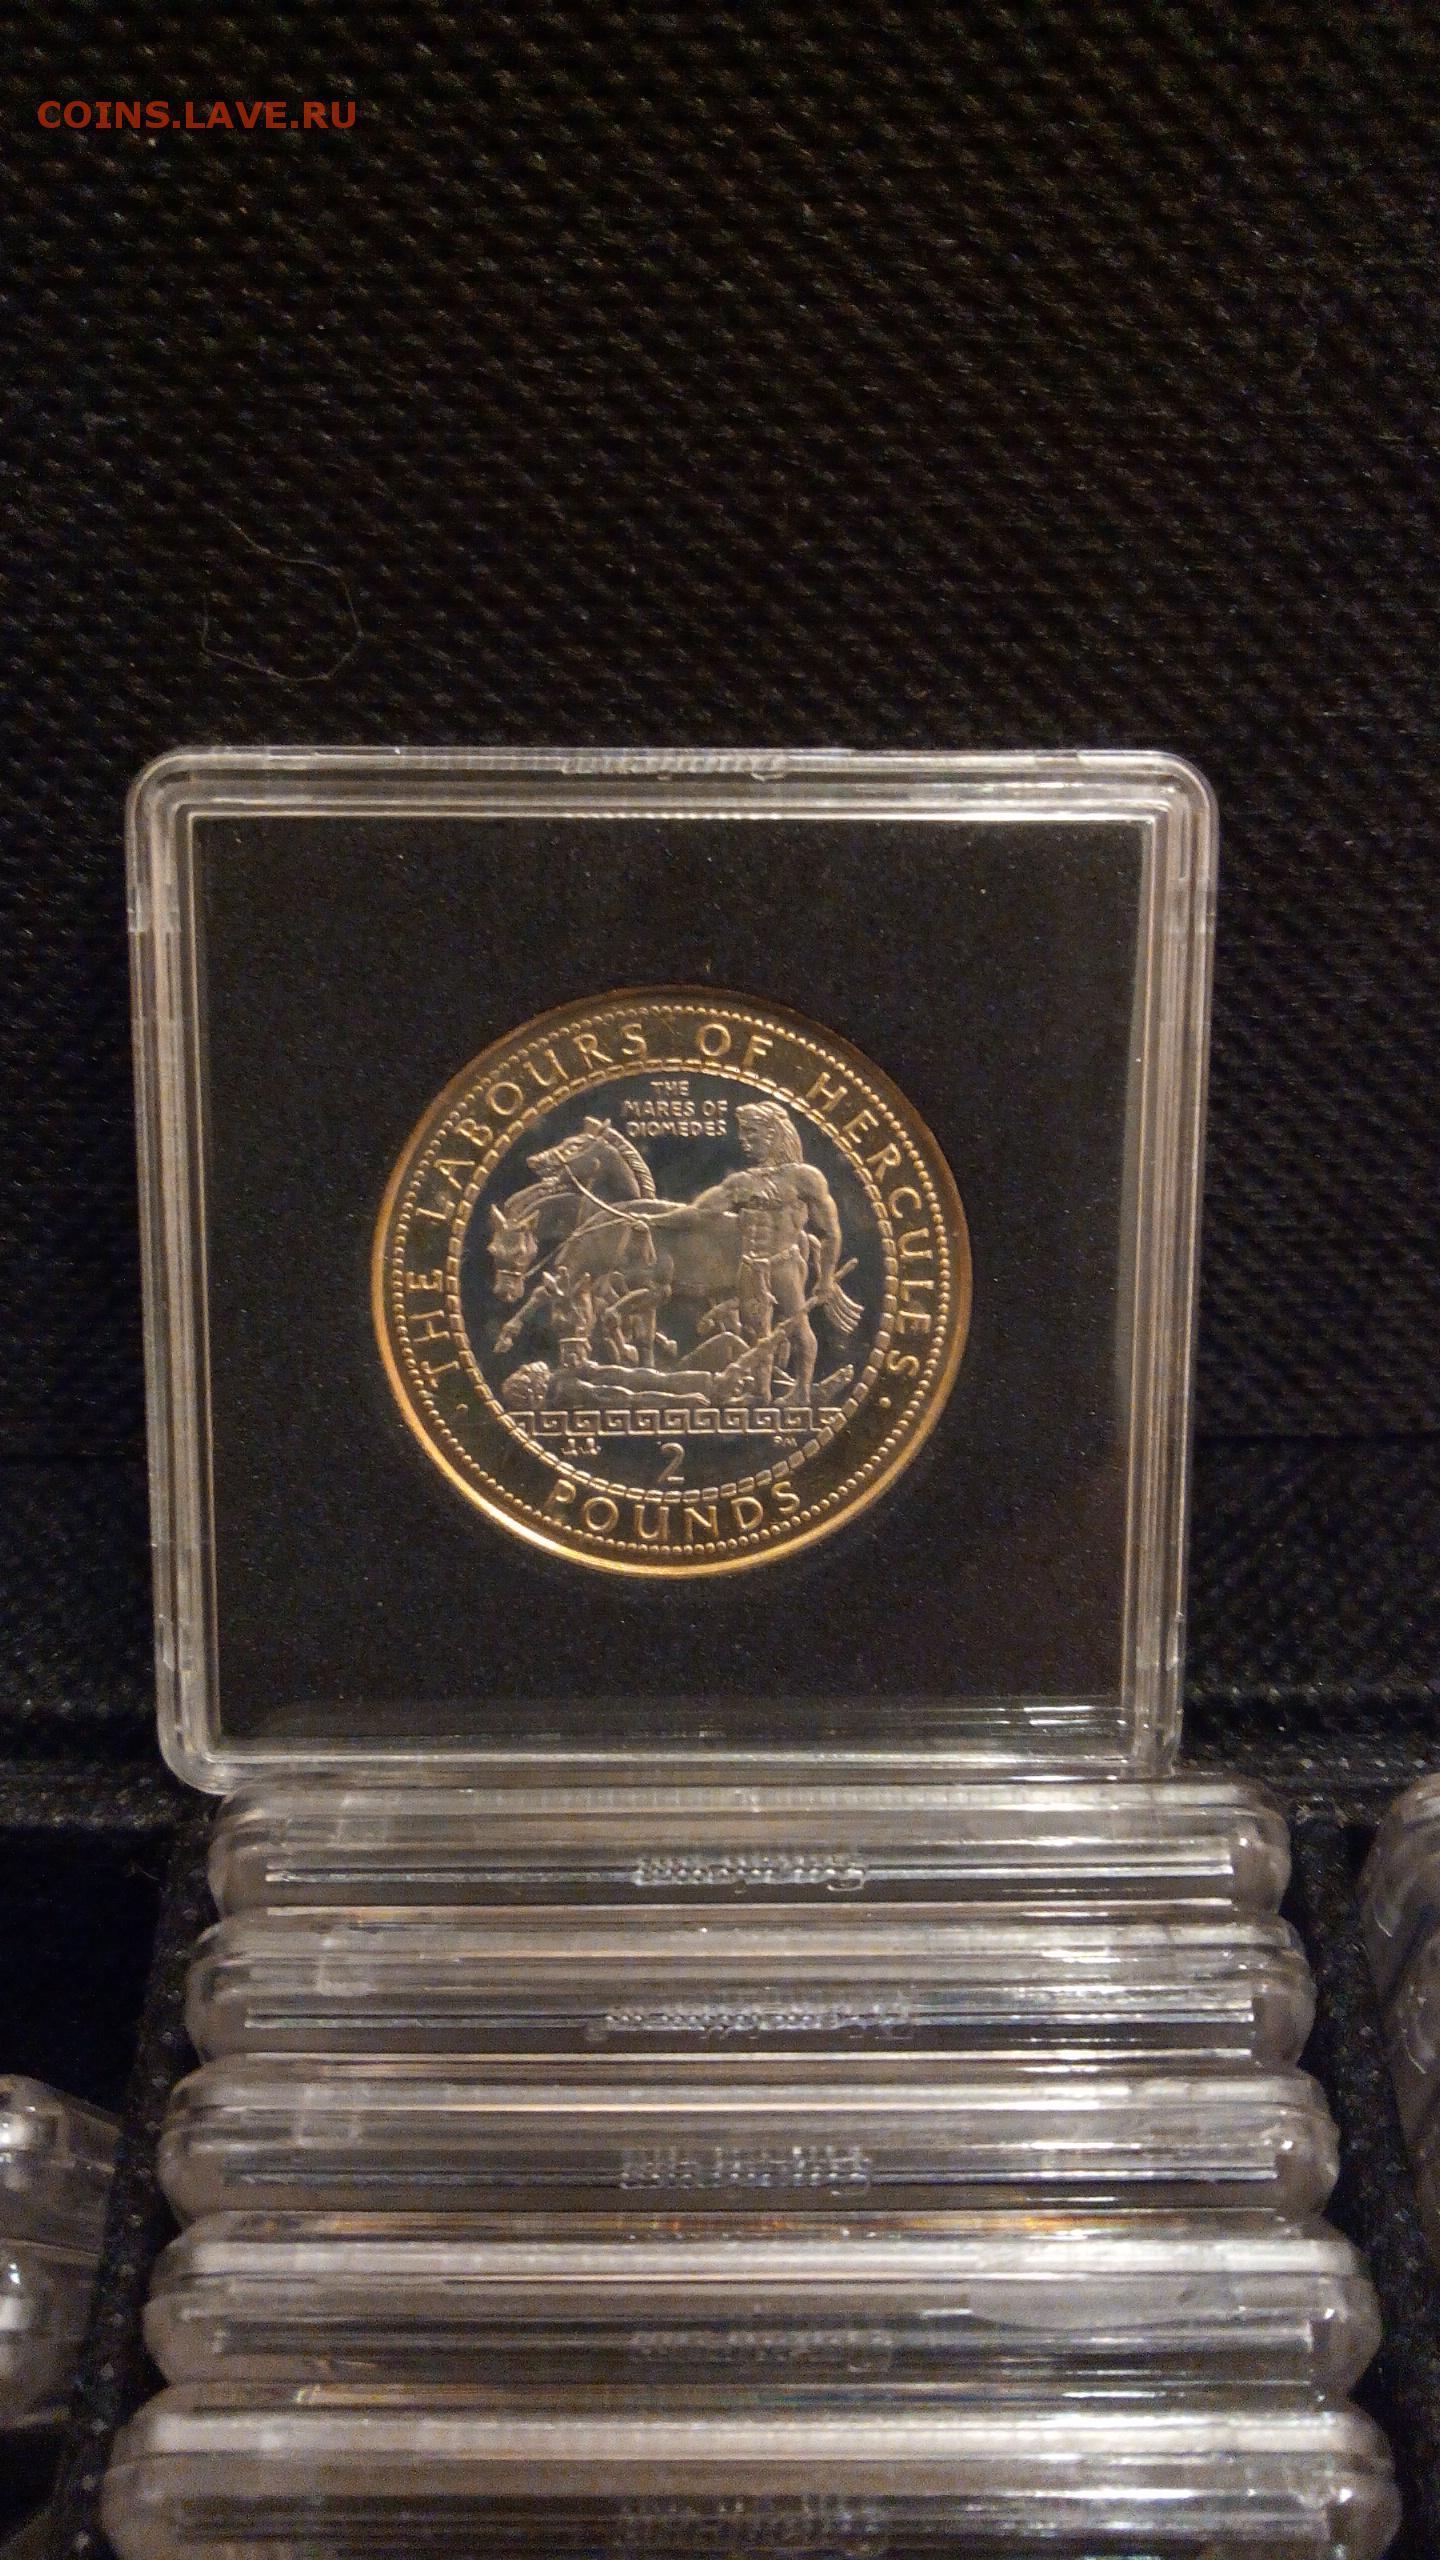 COINS.LAVE.RU
· THE LABOURS OF HERCULES ·
THE
MARES OF
DIOMEDES
2
POUNDS